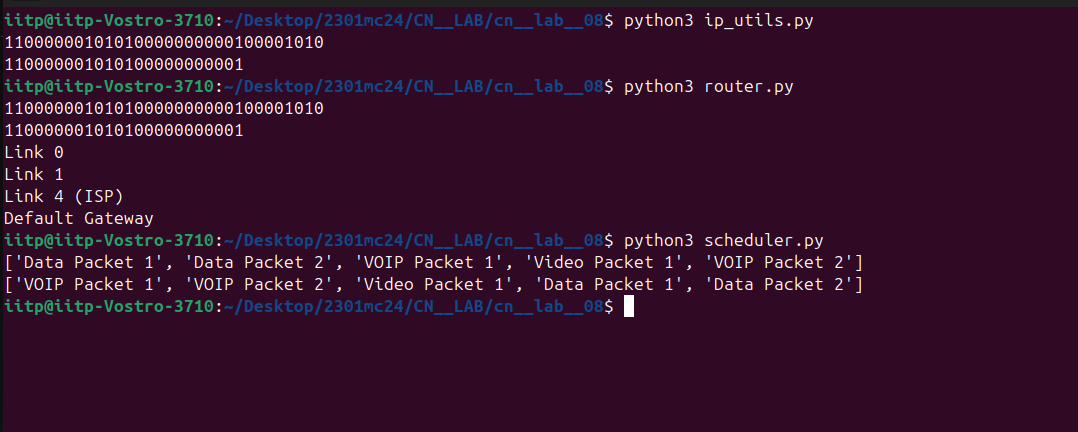 iitp@iitp-Vostro-3710:~/Desktop/2301mc24/CN__LAB/cn__lab__08$ python3 ip_utils.py
11000000101010000000000100001010
110000001010100000000001
iitp@iitp-Vostro-3710:~/Desktop/2301mc24/CN__LAB/cn__lab__08$ python3 router.py
11000000101010000000000100001010
110000001010100000000001
Link 0
Link 1
Link 4 (ISP)
Default Gateway
iitp@iitp-Vostro-3710:~/Desktop/2301mc24/CN__LAB/cn__lab__08$ python3 scheduler.py
['Data Packet 1', 'Data Packet 2', 'VOIP Packet 1', 'Video Packet 1', 'VOIP Packet 2']
['VOIP Packet 1', 'VOIP Packet 2', 'Video Packet 1', 'Data Packet 1', 'Data Packet 2']
iitp@iitp-Vostro-3710:~/Desktop/2301mc24/CN__LAB/cn__lab__08$